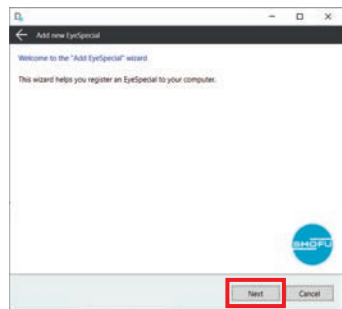 Add new EyeSpecial
Welcome to the "Add EyeSpecial" wizard
This wizard helps you register an EyeSpecial to your computer.
SHOFU
Next
Cancel